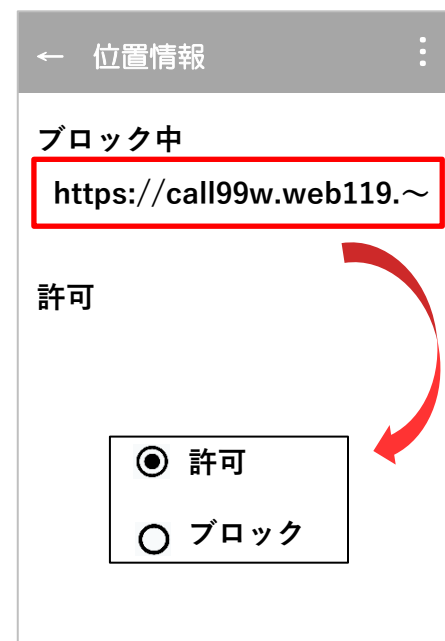 ← 位置情報
ブロック中
https://call99w.web119.～
許可
許可
ブロック